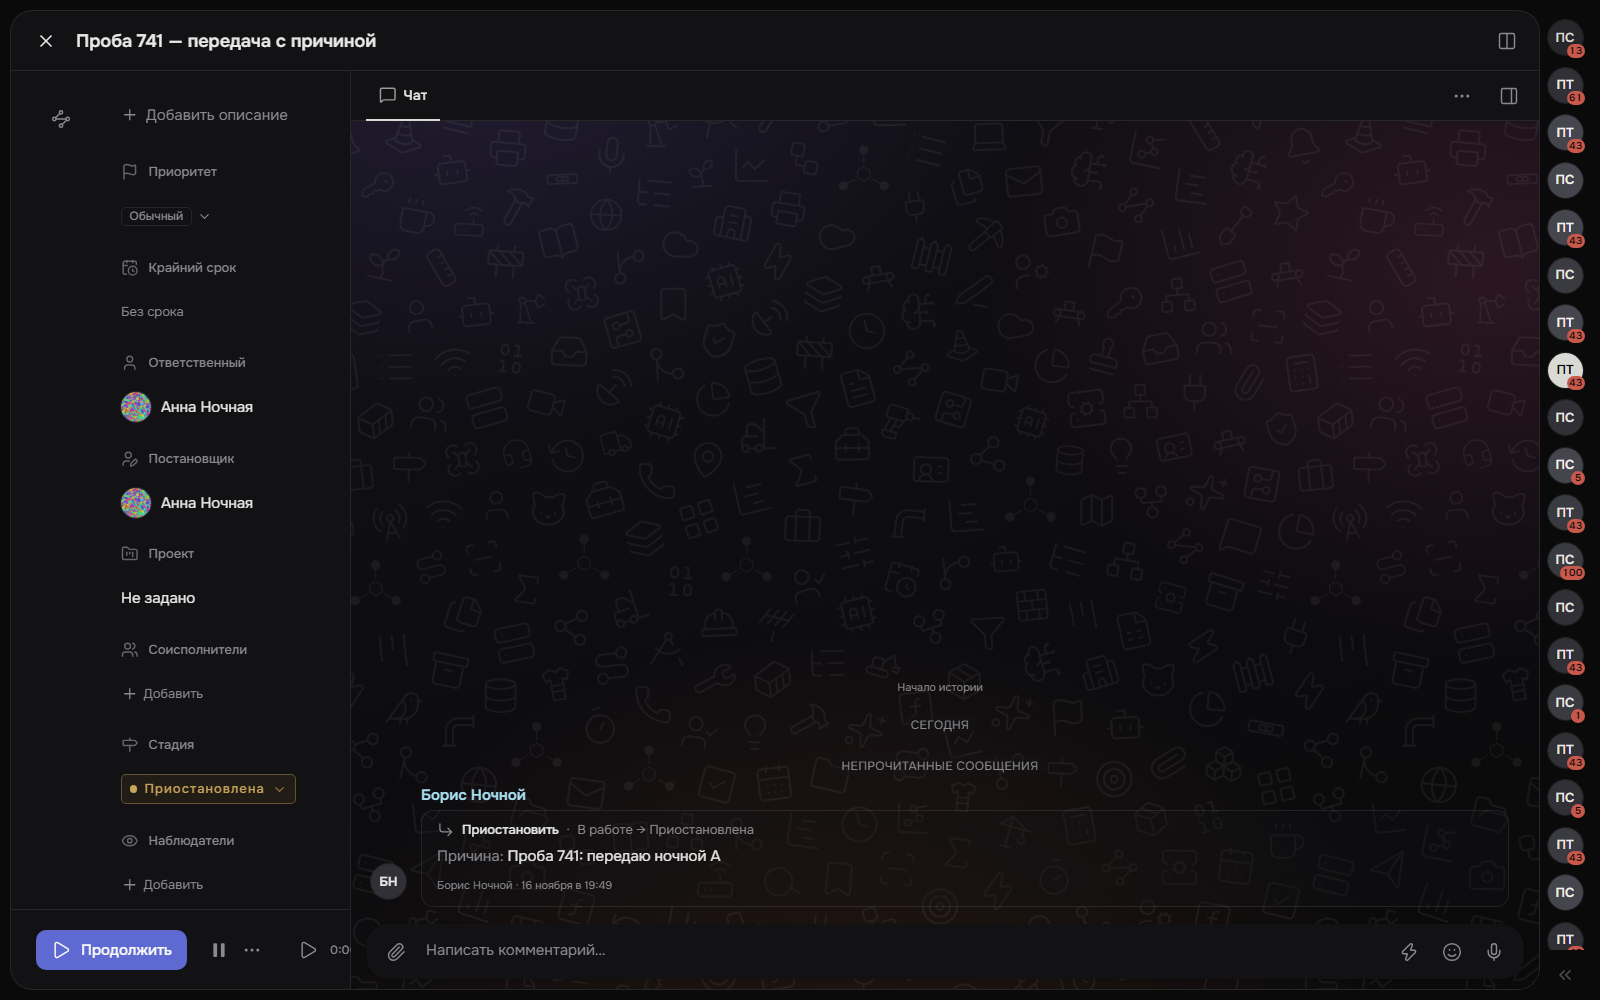 Проба 741 — передача с причиной
Добавить описание
Приоритет
Обычный
Крайний срок
Без срока
Ответственный
Анна Ночная
Постановщик
Анна Ночная
Проект
Не задано
Соисполнители
Добавить
Стадия
Приостановлена
Наблюдатели
Добавить
Продолжить
Чат
Начало истории
СЕГОДНЯ
НЕПРОЧИТАННЫЕ СООБЩЕНИЯ
Борис Ночной
Приостановить · В работе → Приостановлена
Причина: Проба 741: передаю ночной А
Борис Ночной · 16 ноября в 19:49
БН
Написать комментарий...
ПС
13
ПТ
61
ПТ
43
ПС
ПТ
43
ПС
ПТ
43
ПТ
43
ПС
ПС
5
ПТ
43
ПС
100
ПС
ПТ
43
ПС
1
ПТ
43
ПС
5
ПТ
43
ПС
ПТ